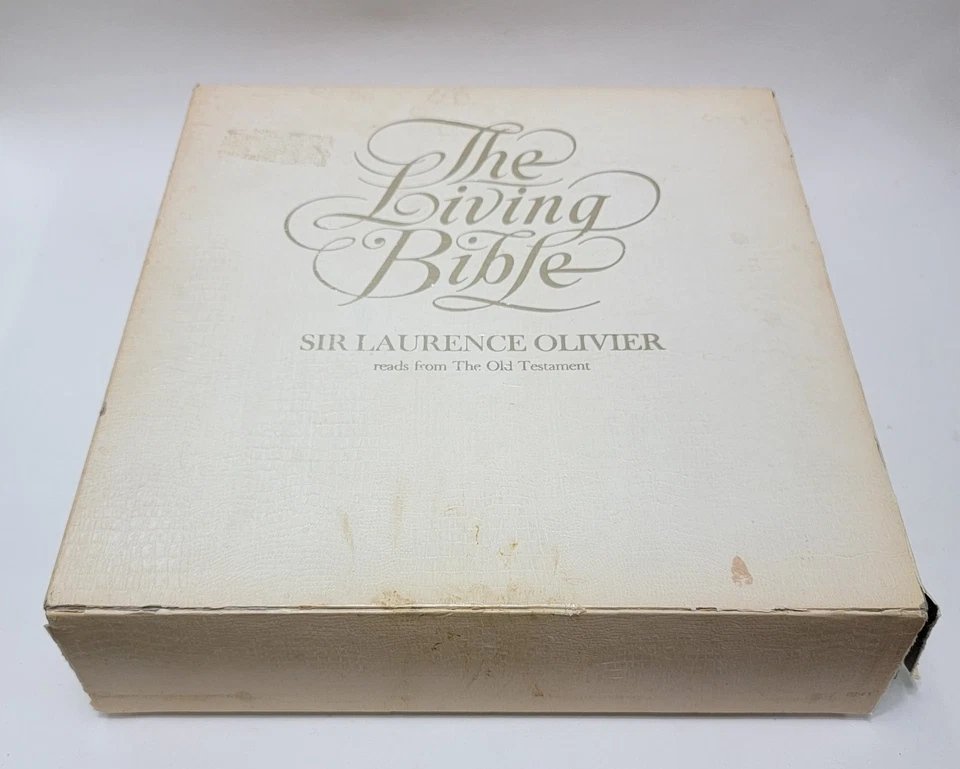 The
Living
Bible
SIR LAURENCE OLIVIER
reads from The Old Testament